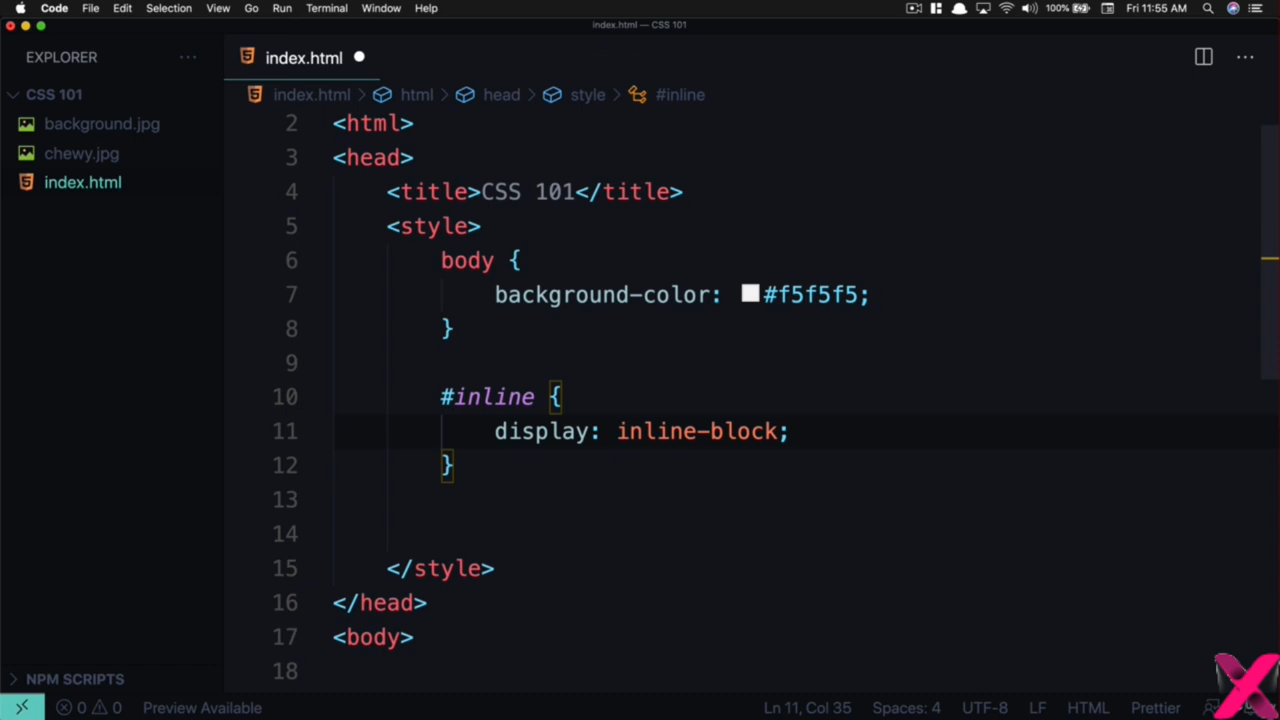 Code File Edit Selection View Go Run Terminal Window Help 100% Fri 11:55 AM
index.html — CSS 101
EXPLORER
index.html
CSS 101
index.html > html > head > style > #inline
background.jpg
chewy.jpg
index.html
2 <html>
3 <head>
4 <title>CSS 101</title>
5 <style>
6 body {
7 background-color: #f5f5f5;
8 }
9
10 #inline {
11 display: inline-block;
12 }
13
14
15 </style>
16 </head>
17 <body>
18
NPM SCRIPTS
0 0 Preview Available Ln 11, Col 35 Spaces: 4 UTF-8 LF HTML Prettier
X